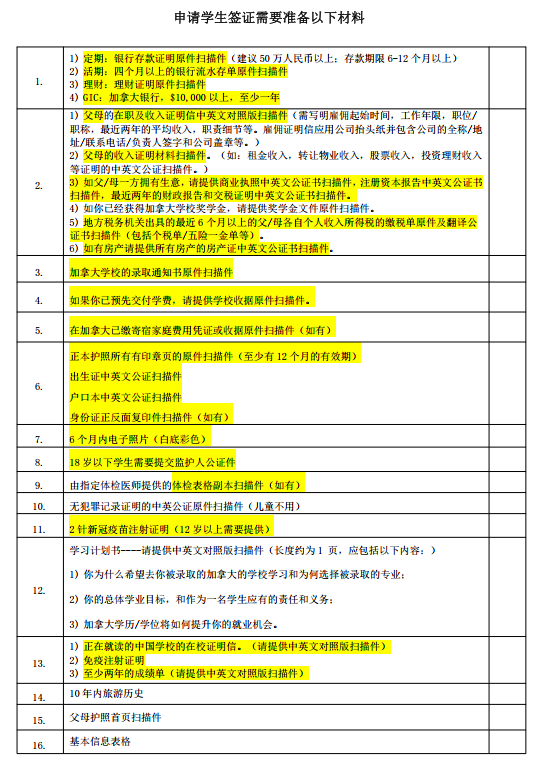 申请学生签证需要准备以下材料
1.
1) 定期：银行存款证明原件扫描件（建议 50 万人民币以上；存款期限 6-12 个月以上）
2) 活期：四个月以上的银行流水存单原件扫描件
3) 理财：理财证明原件扫描件
4) GIC：加拿大银行，$10,000 以上，至少一年
2.
1) 父母的在职及收入证明信中英文对照版扫描件（需写明雇佣起始时间，工作年限，职位/
职称，最近两年的平均收入，职责细节等。雇佣证明信应用公司抬头纸并包含公司的全称/地
址/联系电话/负责人签字和公司盖章等。）
2) 父母的收入证明材料扫描件。（如：租金收入，转让物业收入，股票收入，投资理财收入
等证明的中英文公证扫描件。）
3) 如父/母一方拥有生意，请提供商业执照中英文公证书扫描件，注册资本报告中英文公证书
扫描件，最近两年的财政报告和交税证明中英文公证书扫描件。
4) 如你已经获得加拿大学校奖学金，请提供奖学金文件原件扫描件。
5) 地方税务机关出具的最近 6 个月以上的父/母各自个人收入所得税的缴税单原件及翻译公
证书扫描件（包括个税单/五险一金单等）。
6) 如有房产请提供所有房产的房产证中英文公证书扫描件。
3.
加拿大学校的录取通知书原件扫描件
4.
如果你已预先交付学费，请提供学校收据原件扫描件。
5.
在加拿大已缴寄宿家庭费用凭证或收据原件扫描件（如有）
6.
正本护照所有有印章页的原件扫描件（至少有 12 个月的有效期）
出生证中英文公证扫描件
户口本中英文公证扫描件
身份证正反面复印件扫描件（如有）
7.
6 个月内电子照片（白底彩色）
8.
18 岁以下学生需要提交监护人公证件
9.
由指定体检医师提供的体检表格副本扫描件（如有）
10.
无犯罪记录证明的中英公证原件扫描件（儿童不用）
11.
2 针新冠疫苗注射证明（12 岁以上需要提供）
12.
学习计划书----请提供中英文对照版扫描件（长度约为 1 页，应包括以下内容：）
1) 你为什么希望去你被录取的加拿大的学校学习和为何选择被录取的专业；
2) 你的总体学业目标，和作为一名学生应有的责任和义务；
3) 加拿大学历/学位将如何提升你的就业机会。
13.
1) 正在就读的中国学校的在校证明信。（请提供中英文对照版扫描件）
2) 免疫注射证明
3) 至少两年的成绩单（请提供中英文对照版扫描件）
14.
10 年内旅游历史
15.
父母护照首页扫描件
16.
基本信息表格